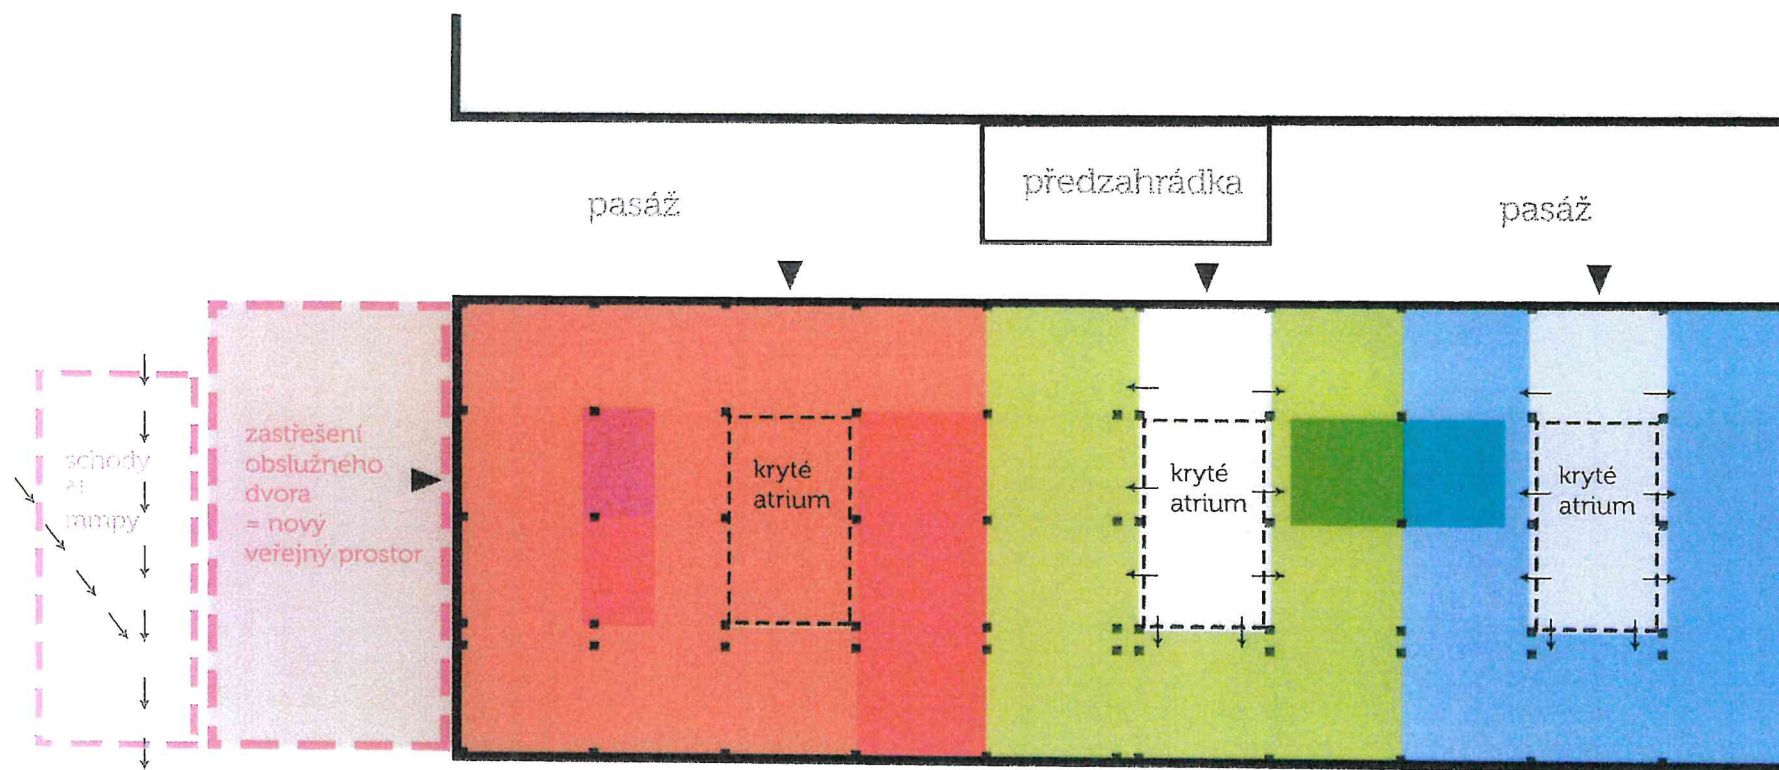 předzahrádka
pasáž
pasáž
zastřešení
obslužného
dvora
= nový
veřejný prostor
schody
či
rampy
kryté
atrium
kryté
atrium
kryté
atrium